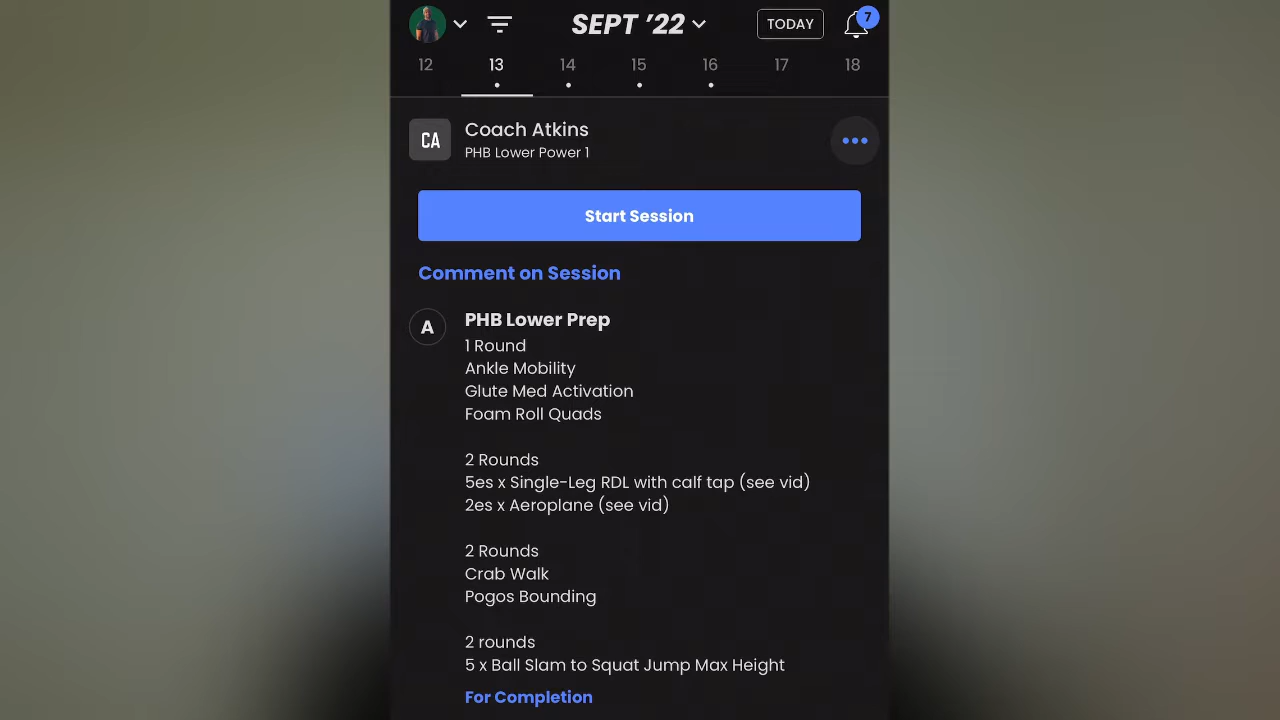 SEPT ’22
TODAY
7
12 13 14 15 16 17 18
CA
Coach Atkins
PHB Lower Power 1
Start Session
Comment on Session
A
PHB Lower Prep
1 Round
Ankle Mobility
Glute Med Activation
Foam Roll Quads
2 Rounds
5es x Single-Leg RDL with calf tap (see vid)
2es x Aeroplane (see vid)
2 Rounds
Crab Walk
Pogos Bounding
2 rounds
5 x Ball Slam to Squat Jump Max Height
For Completion